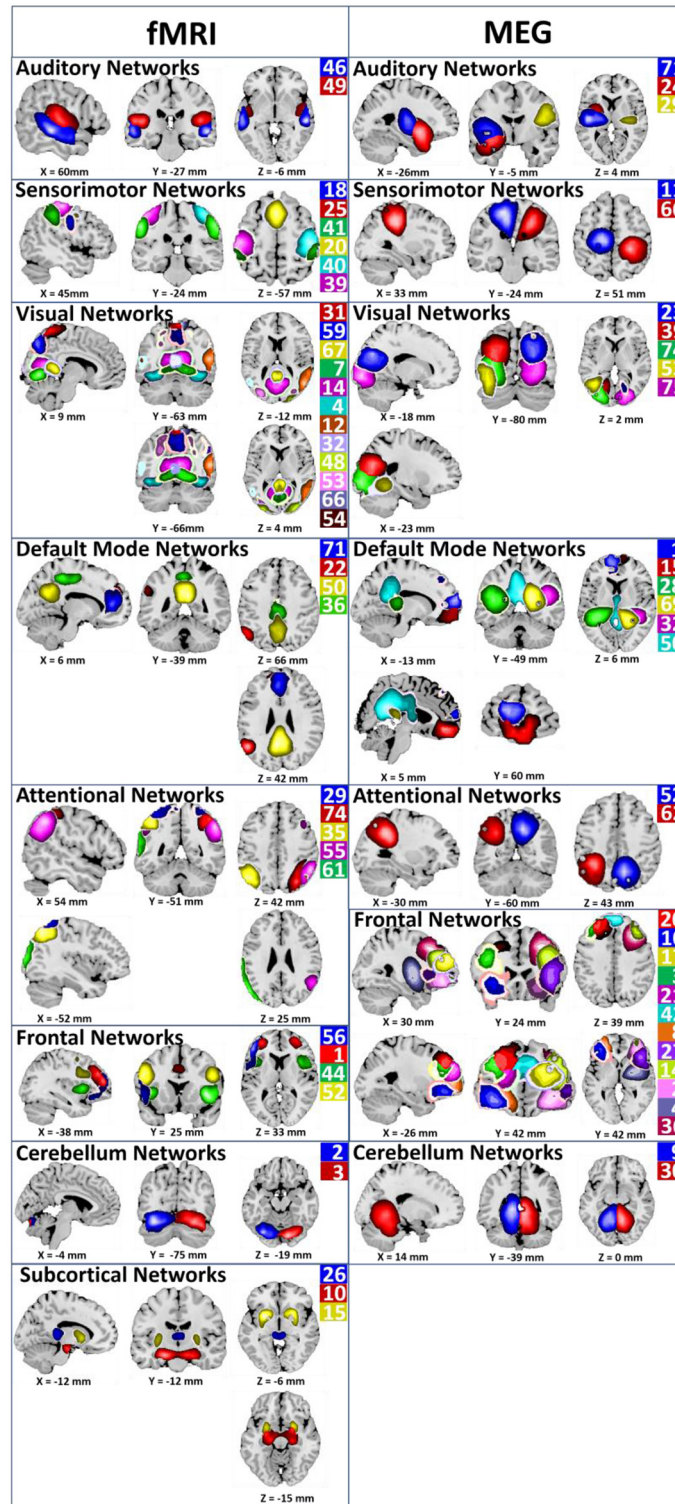 fMRI
Auditory Networks
46
49
X = 60mm
Y = -27 mm
Z = -6 mm
Sensorimotor Networks
18
25
41
20
40
39
X = 45mm
Y = -24 mm
Z = -57 mm
Visual Networks
31
59
67
7
14
4
12
32
48
53
66
54
X = 9 mm
Y = -63 mm
Z = -12 mm
Y = -66mm
Z = 4 mm
Default Mode Networks
71
22
50
36
X = 6 mm
Y = -39 mm
Z = 66 mm
Z = 42 mm
Attentional Networks
29
74
35
55
61
X = 54 mm
Y = -51 mm
Z = 42 mm
X = -52 mm
Z = 25 mm
Frontal Networks
56
1
44
52
X = -38 mm
Y = 25 mm
Z = 33 mm
Cerebellum Networks
2
3
X = -4 mm
Y = -75 mm
Z = -19 mm
Subcortical Networks
26
10
15
X = -12 mm
Y = -12 mm
Z = -6 mm
Z = -15 mm
MEG
Auditory Networks
24
X = -26mm
Y = -5 mm
Z = 4 mm
Sensorimotor Networks
X = 33 mm
Y = -24 mm
Z = 51 mm
Visual Networks
74
X = -18 mm
Y = -80 mm
Z = 2 mm
X = -23 mm
Default Mode Networks
15
28
69
X = -13 mm
Y = -49 mm
Z = 6 mm
X = 5 mm
Y = 60 mm
Attentional Networks
X = -30 mm
Y = -60 mm
Z = 43 mm
Frontal Networks
X = 30 mm
Y = 24 mm
Z = 39 mm
X = -26 mm
Y = 42 mm
Y = 42 mm
Cerebellum Networks
X = 14 mm
Y = -39 mm
Z = 0 mm